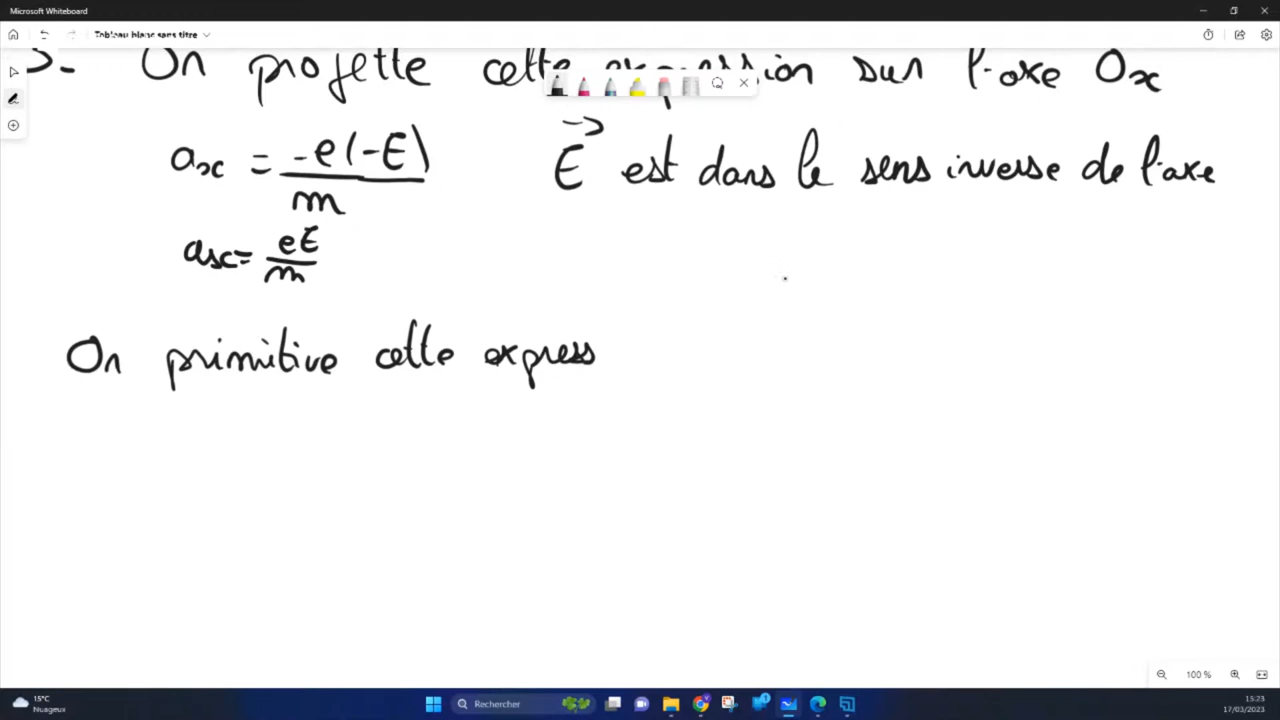 Microsoft Whiteboard
Tableau blanc sans titre
3. On projette cette expression sur l'axe Ox
ax = -e(-E) / m
E est dans le sens inverse de l'axe
ax = eE / m
On primitive cette express
100 %
15°C
Nuageux
Rechercher
15:23
17/03/2023